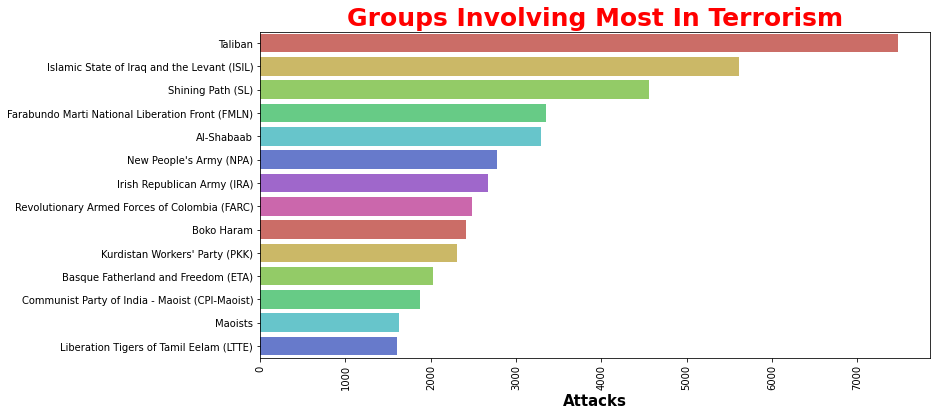 Groups Involving Most In Terrorism
Taliban
Islamic State of Iraq and the Levant (ISIL)
Shining Path (SL)
Farabundo Marti National Liberation Front (FMLN)
Al-Shabaab
New People's Army (NPA)
Irish Republican Army (IRA)
Revolutionary Armed Forces of Colombia (FARC)
Boko Haram
Kurdistan Workers' Party (PKK)
Basque Fatherland and Freedom (ETA)
Communist Party of India - Maoist (CPI-Maoist)
Maoists
Liberation Tigers of Tamil Eelam (LTTE)
0
1000
2000
3000
4000
5000
6000
7000
Attacks